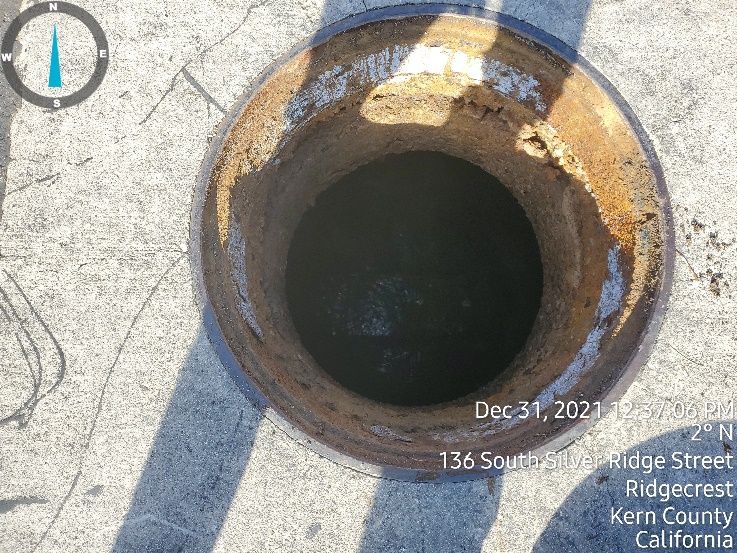 N
W E
S
Dec 31, 2021 12:37:06 PM
2° N
136 South Silver Ridge Street
Ridgecrest
Kern County
California